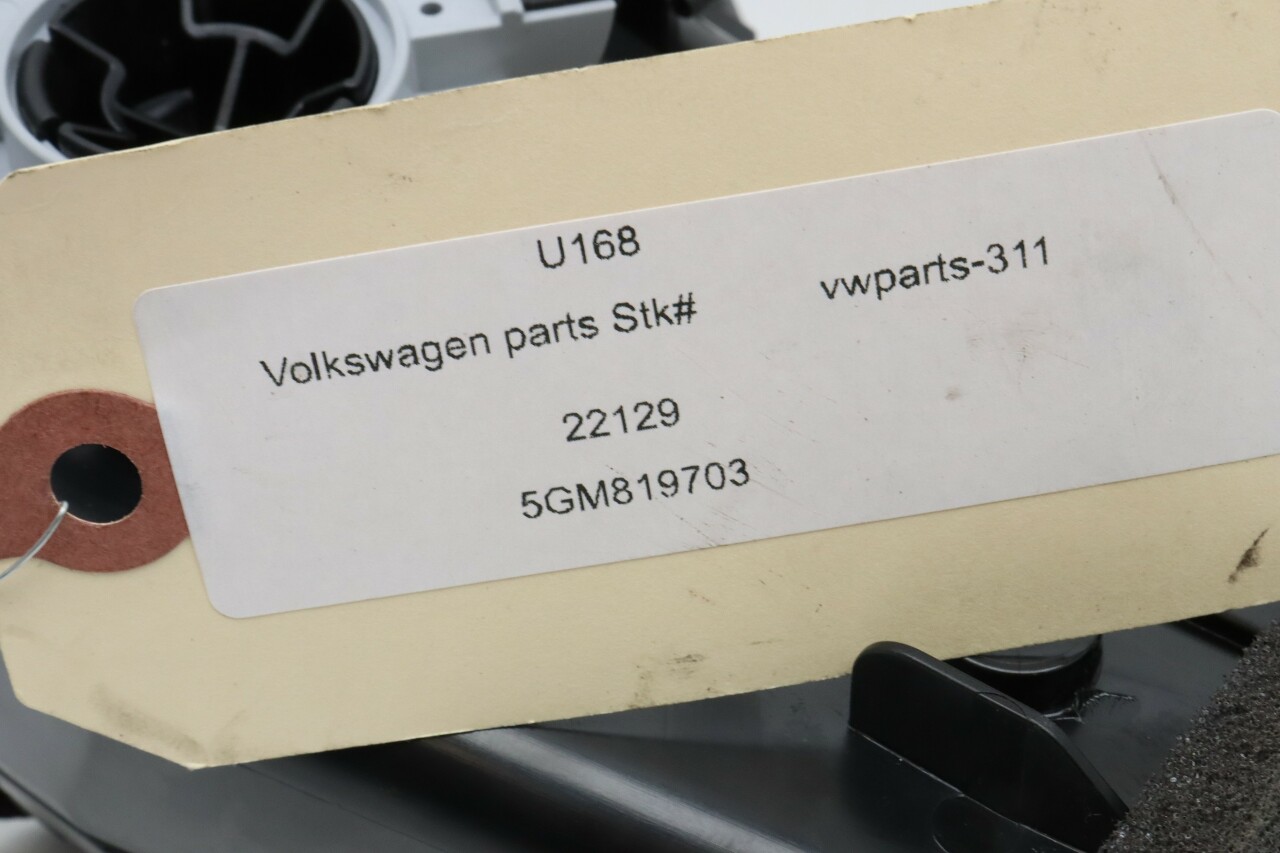 U168
Volkswagen parts Stk# vwparts-311
22129
5GM819703